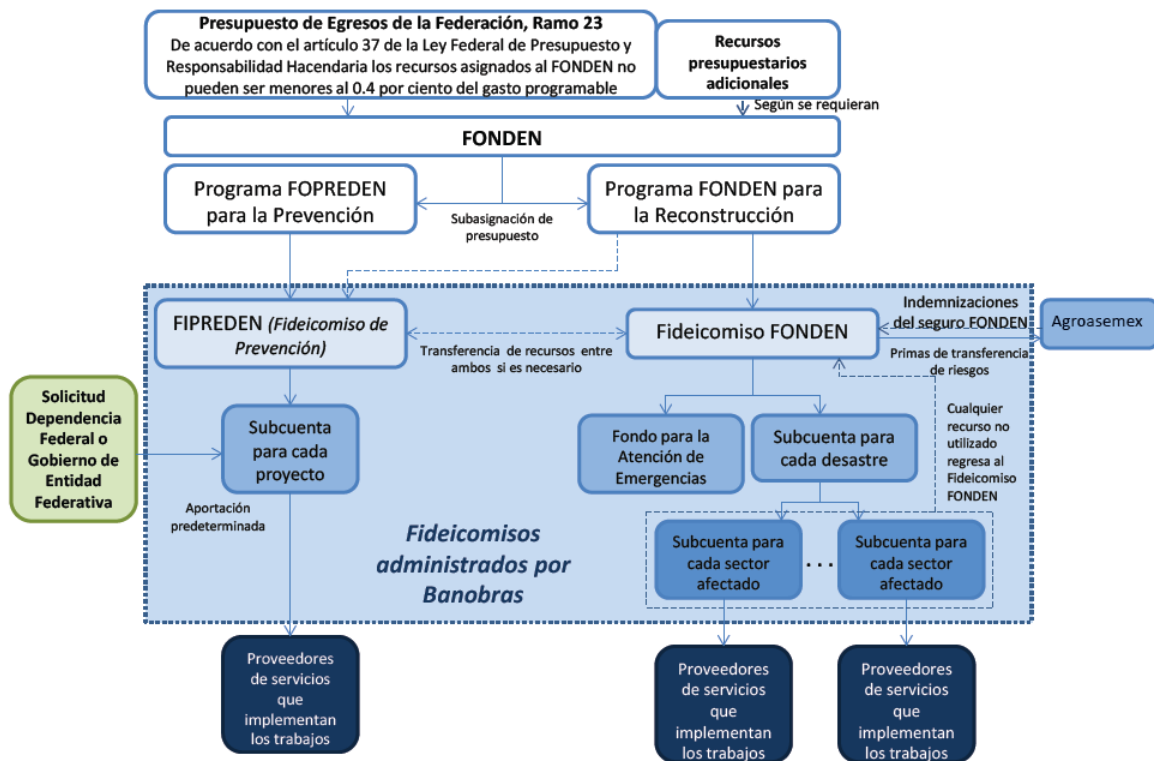 Presupuesto de Egresos de la Federación, Ramo 23
De acuerdo con el artículo 37 de la Ley Federal de Presupuesto y
Responsabilidad Hacendaria los recursos asignados al FONDEN no
pueden ser menores al 0.4 por ciento del gasto programable
Recursos
presupuestarios
adicionales
Según se requieran
FONDEN
Programa FOPREDEN
para la Prevención
Programa FONDEN para
la Reconstrucción
Subasignación de
presupuesto
FIPREDEN (Fideicomiso de
Prevención)
Transferencia de recursos entre
ambos si es necesario
Fideicomiso FONDEN
Indemnizaciones
del seguro FONDEN
Agroasemex
Primas de transferencia
de riesgos
Solicitud
Dependencia
Federal o
Gobierno de
Entidad
Federativa
Subcuenta
para cada
proyecto
Aportación
predeterminada
Fondo para la
Atención de
Emergencias
Subcuenta para
cada desastre
Cualquier
recurso no
utilizado
regresa al
Fideicomiso
FONDEN
Fideicomisos
administrados por
Banobras
Subcuenta para
cada sector
afectado
...
Subcuenta para
cada sector
afectado
Proveedores
de servicios
que
implementan
los trabajos
Proveedores
de servicios
que
implementan
los trabajos
Proveedores
de servicios
que
implementan
los trabajos